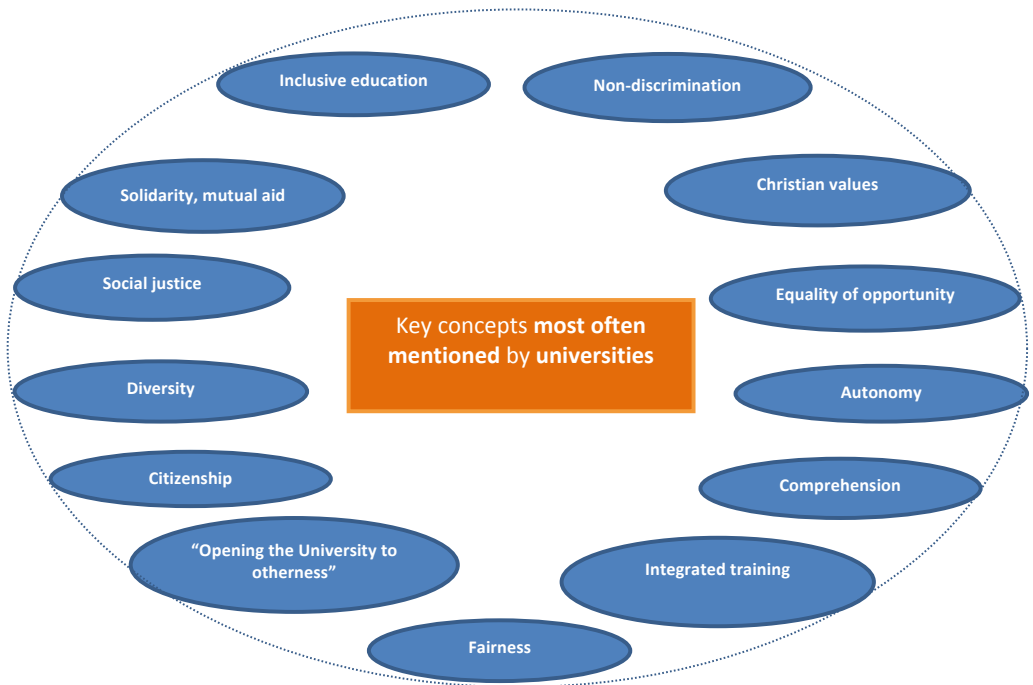 Inclusive education
Non-discrimination
Solidarity, mutual aid
Christian values
Social justice
Equality of opportunity
Key concepts most often
mentioned by universities
Diversity
Autonomy
Citizenship
Comprehension
“Opening the University to
otherness”
Integrated training
Fairness